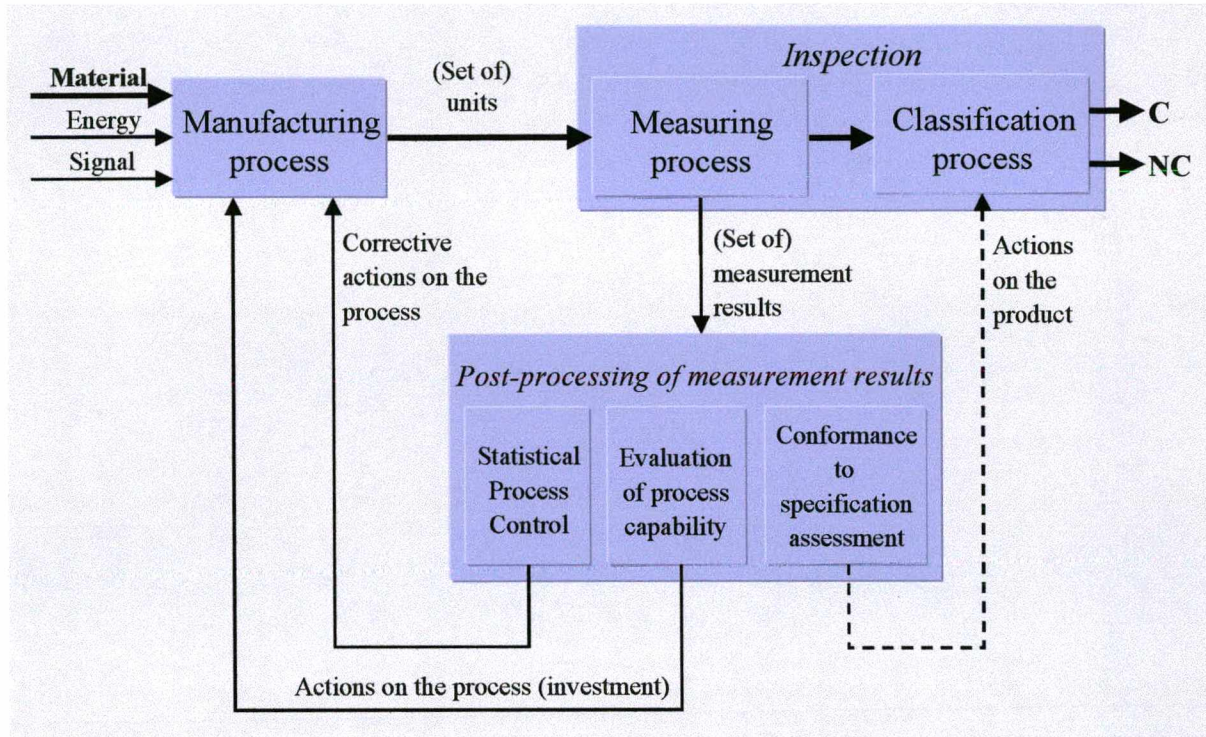 Material
Energy
Signal
Manufacturing
process
(Set of)
units
Inspection
Measuring
process
Classification
process
C
NC
Corrective
actions on the
process
(Set of)
measurement
results
Actions
on the
product
Post-processing of measurement results
Statistical
Process
Control
Evaluation
of process
capability
Conformance
to
specification
assessment
Actions on the process (investment)